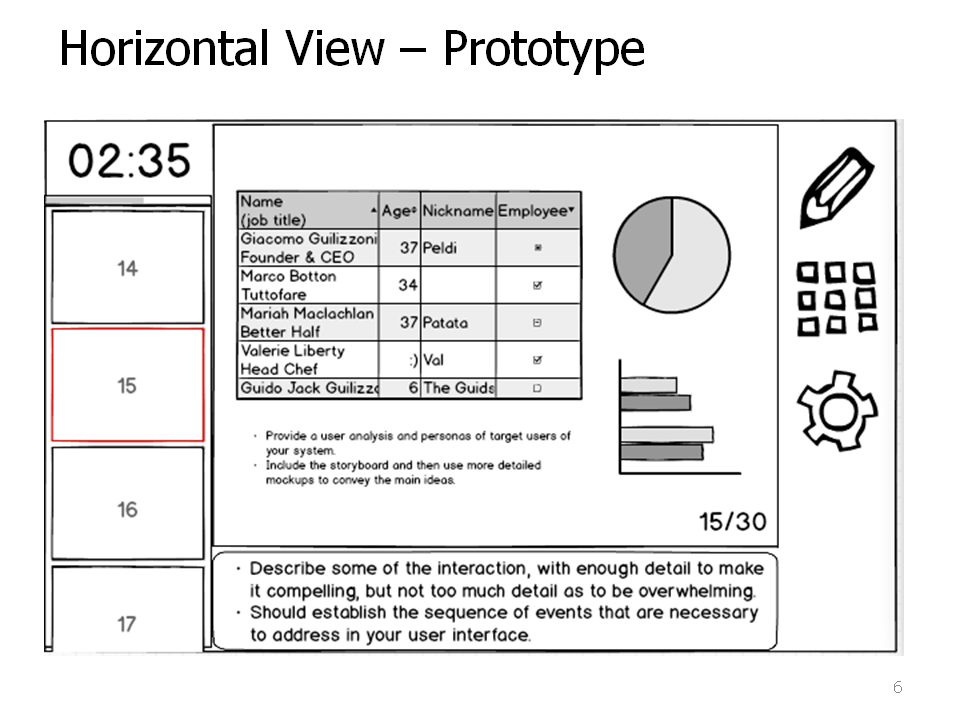 Horizontal View – Prototype
02:35
14
15
16
17
Name
(job title)
Age
Nickname
Employee
Giacomo Guilizzoni
Founder & CEO
37
Peldi
Marco Botton
Tuttofare
34
Mariah Maclachlan
Better Half
37
Patata
Valerie Liberty
Head Chef
:)
Val
Guido Jack Guilizzo
6
The Guids
· Provide a user analysis and personas of target users of
your system.
· Include the storyboard and then use more detailed
mockups to convey the main ideas.
15/30
· Describe some of the interaction, with enough detail to make
it compelling, but not too much detail as to be overwhelming.
· Should establish the sequence of events that are necessary
to address in your user interface.
6